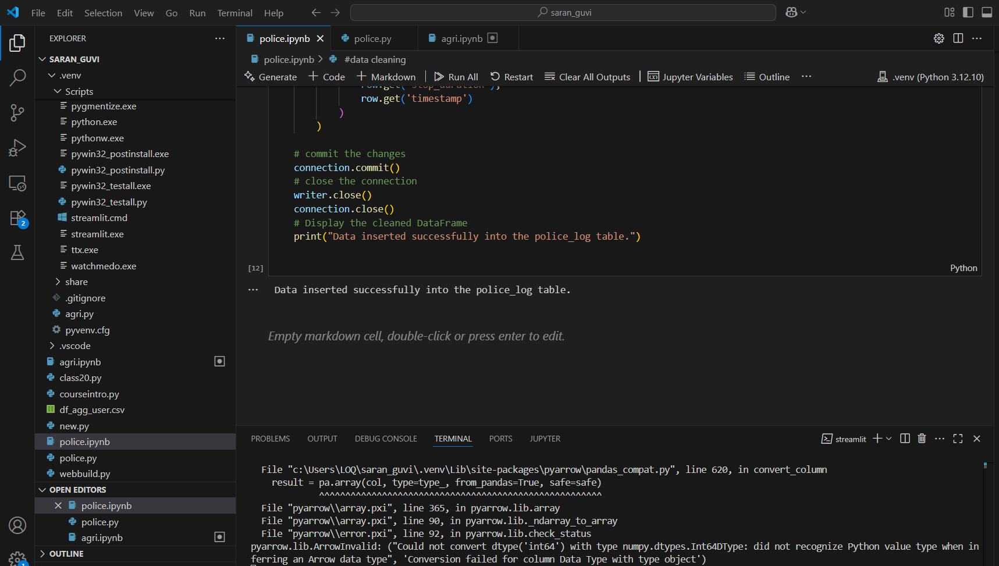 File Edit Selection View Go Run Terminal Help
saran_guvi
EXPLORER
SARAN_GUVI
.venv
Scripts
pygmentize.exe
python.exe
pythonw.exe
pywin32_postinstall.exe
pywin32_postinstall.py
pywin32_testall.exe
pywin32_testall.py
streamlit.cmd
streamlit.exe
ttx.exe
watchmedo.exe
share
.gitignore
agri.py
pyvenv.cfg
.vscode
agri.ipynb
class20.py
courseintro.py
df_agg_user.csv
new.py
police.ipynb
police.py
webbuild.py
OPEN EDITORS
police.ipynb
police.py
agri.ipynb
OUTLINE
2
1
police.ipynb police.py agri.ipynb
police.ipynb > #data cleaning
Generate + Code + Markdown | Run All Restart Clear All Outputs | Jupyter Variables Outline ... .venv (Python 3.12.10)
row.get('stop_duration'),
row.get('timestamp')
)
)
# commit the changes
connection.commit()
# close the connection
writer.close()
connection.close()
# Display the cleaned DataFrame
print("Data inserted successfully into the police_log table.")
[12] Python
Data inserted successfully into the police_log table.
Empty markdown cell, double-click or press enter to edit.
PROBLEMS OUTPUT DEBUG CONSOLE TERMINAL PORTS JUPYTER streamlit
File "c:\Users\LOQ\saran_guvi\.venv\Lib\site-packages\pyarrow\pandas_compat.py", line 620, in convert_column
result = pa.array(col, type=type_, from_pandas=True, safe=safe)
^^^^^^^^^^^^^^^^^^^^^^^^^^^^^^^^^^^^^^^^^^^^^^^^^^^^^^
File "pyarrow\\array.pxi", line 365, in pyarrow.lib.array
File "pyarrow\\array.pxi", line 90, in pyarrow.lib._ndarray_to_array
File "pyarrow\\error.pxi", line 92, in pyarrow.lib.check_status
pyarrow.lib.ArrowInvalid: ("Could not convert dtype('int64') with type numpy.dtypes.Int64DType: did not recognize Python value type when in
ferring an Arrow data type", 'Conversion failed for column Data Type with type object')